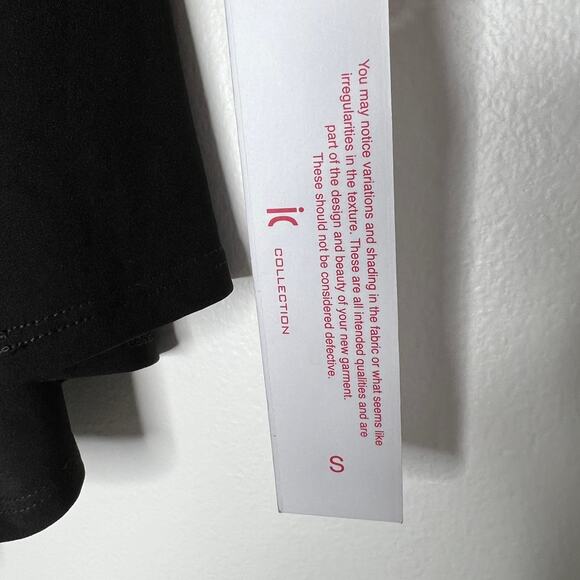 You may notice variations and shading in the fabric or what seems like
irregularities in the texture. These are all intended qualities and are
part of the design and beauty of your new garment.
These should not be considered defective.
ic
COLLECTION
S